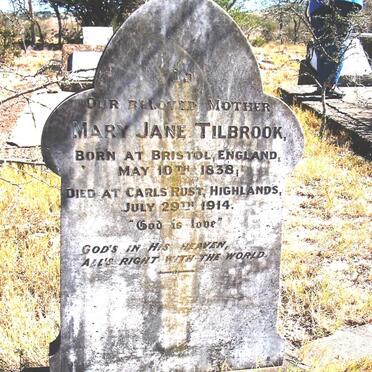 OUR BELOVED MOTHER
MARY JANE TILBROOK,
BORN AT BRISTOL, ENGLAND,
MAY 10TH 1838,
DIED AT CARLS RUST, HIGHLANDS,
JULY 29TH 1914.
"God is love"
GOD'S IN HIS HEAVEN,
ALL'S RIGHT WITH THE WORLD.